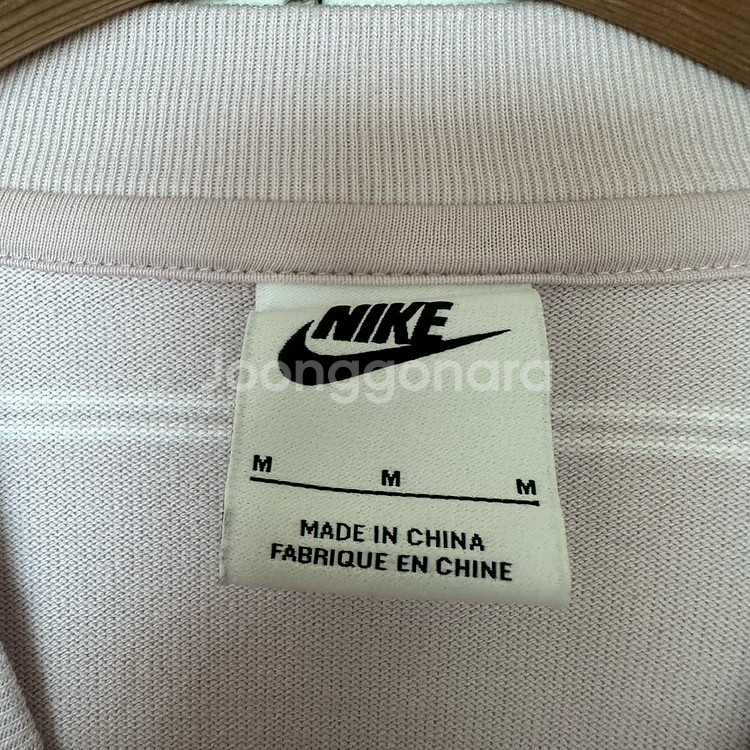 NIKE
Joonggonara
M M M
MADE IN CHINA
FABRIQUE EN CHINE